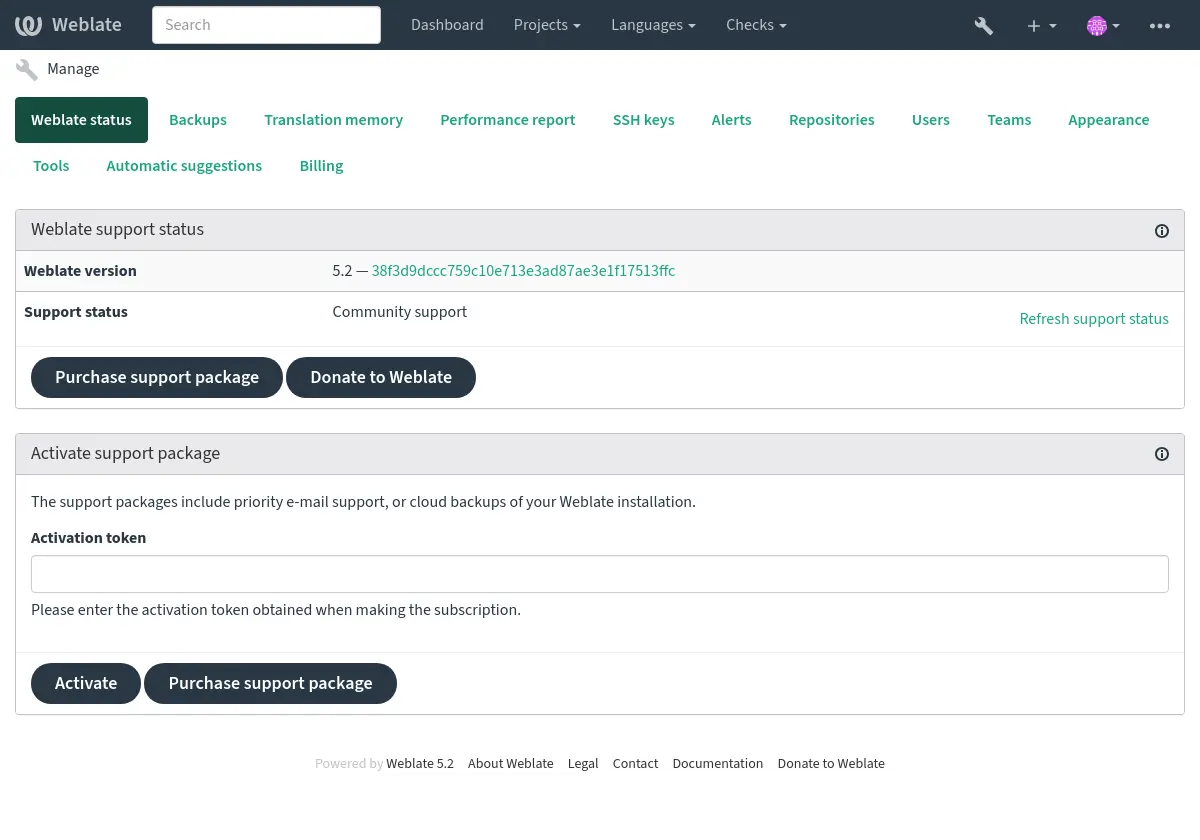 Weblate Search Dashboard Projects Languages Checks
Manage
Weblate status Backups Translation memory Performance report SSH keys Alerts Repositories Users Teams Appearance
Tools Automatic suggestions Billing
Weblate support status
Weblate version 5.2 — 38f3d9dccc759c10e713e3ad87ae3e1f17513ffc
Support status Community support
Refresh support status
Purchase support package Donate to Weblate
Activate support package
The support packages include priority e-mail support, or cloud backups of your Weblate installation.
Activation token
Please enter the activation token obtained when making the subscription.
Activate Purchase support package
Powered by Weblate 5.2 About Weblate Legal Contact Documentation Donate to Weblate